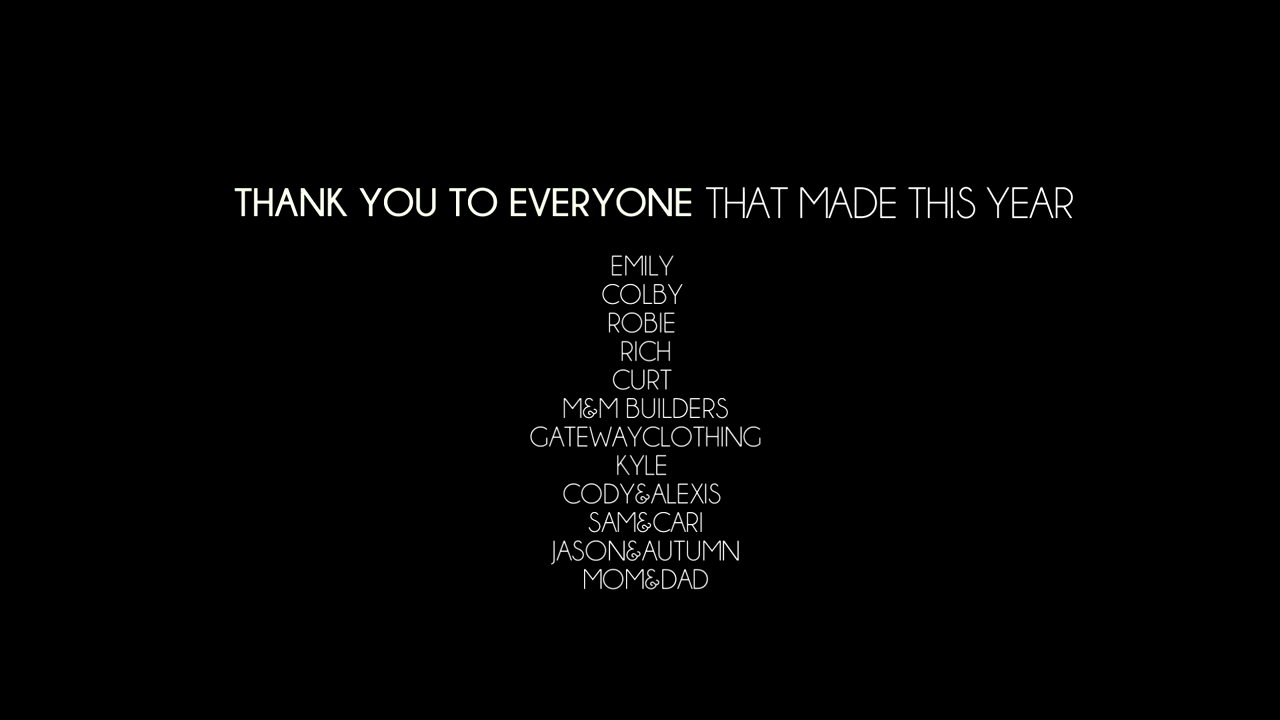 THANK YOU TO EVERYONE THAT MADE THIS YEAR
EMILY
COLBY
ROBIE
RICH
CURT
M&M BUILDERS
GATEWAYCLOTHING
KYLE
CODY&ALEXIS
SAM&CARI
JASON&AUTUMN
MOM&DAD